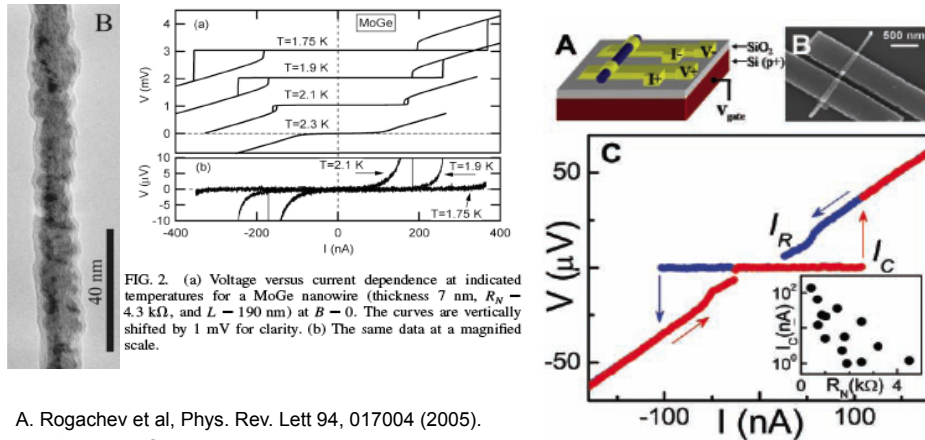 B
40 nm
(a)
MoGe
T=1.75 K
T=1.9 K
T=2.1 K
T=2.3 K
4
3
2
1
0
V (mV)
(b)
T=2.1 K
T=1.9 K
T=1.75 K
10
5
0
-5
-10
V (μV)
-400
-200
0
200
400
I (nA)
FIG. 2. (a) Voltage versus current dependence at indicated
temperatures for a MoGe nanowire (thickness 7 nm, R_N −
4.3 kΩ, and L − 190 nm) at B − 0. The curves are vertically
shifted by 1 mV for clarity. (b) The same data at a magnified
scale.
A. Rogachev et al, Phys. Rev. Lett 94, 017004 (2005).
A
I- V-
I+ V+
SiO₂
Si (p+)
V_gate
B
500 nm
C
50
0
-50
V (μV)
I_R
I_C
-100
0
100
I (nA)
10²
10⁰
I_C(nA)
0
4
R_N(kΩ)